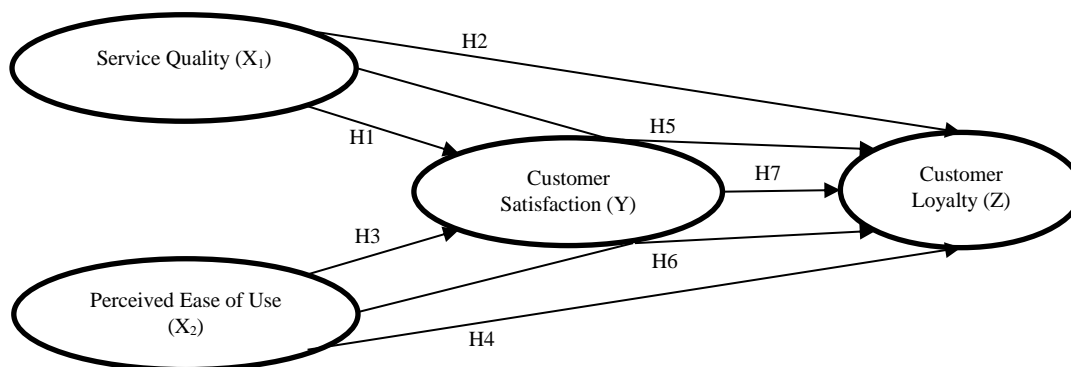 H2
Service Quality (X₁)
H5
H1
Customer
Satisfaction (Y)
H7
Customer
Loyalty (Z)
H3
H6
Perceived Ease of Use
(X₂)
H4